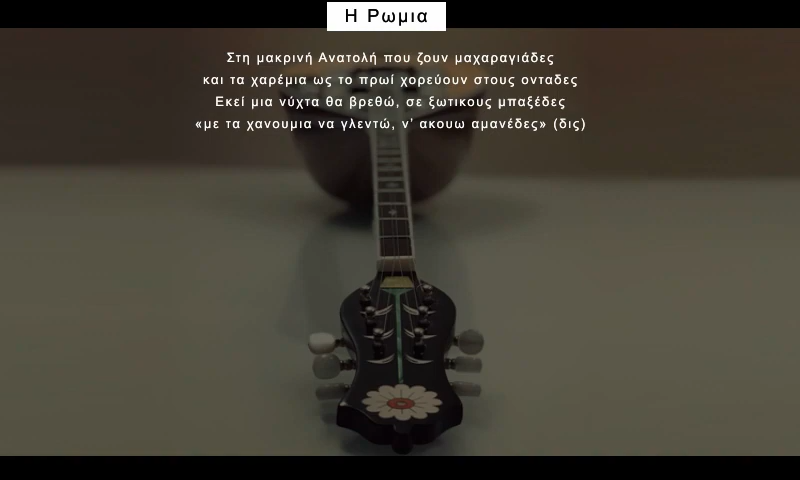 Η Ρωμια
Στη μακρινή Ανατολή που ζουν μαχαραγιάδες
και τα χαρέμια ως το πρωί χορεύουν στους ονταδες
Εκεί μια νύχτα θα βρεθώ, σε ξωτικους μπαξέδες
«με τα χανουμια να γλεντώ, ν' ακουω αμανέδες» (δις)